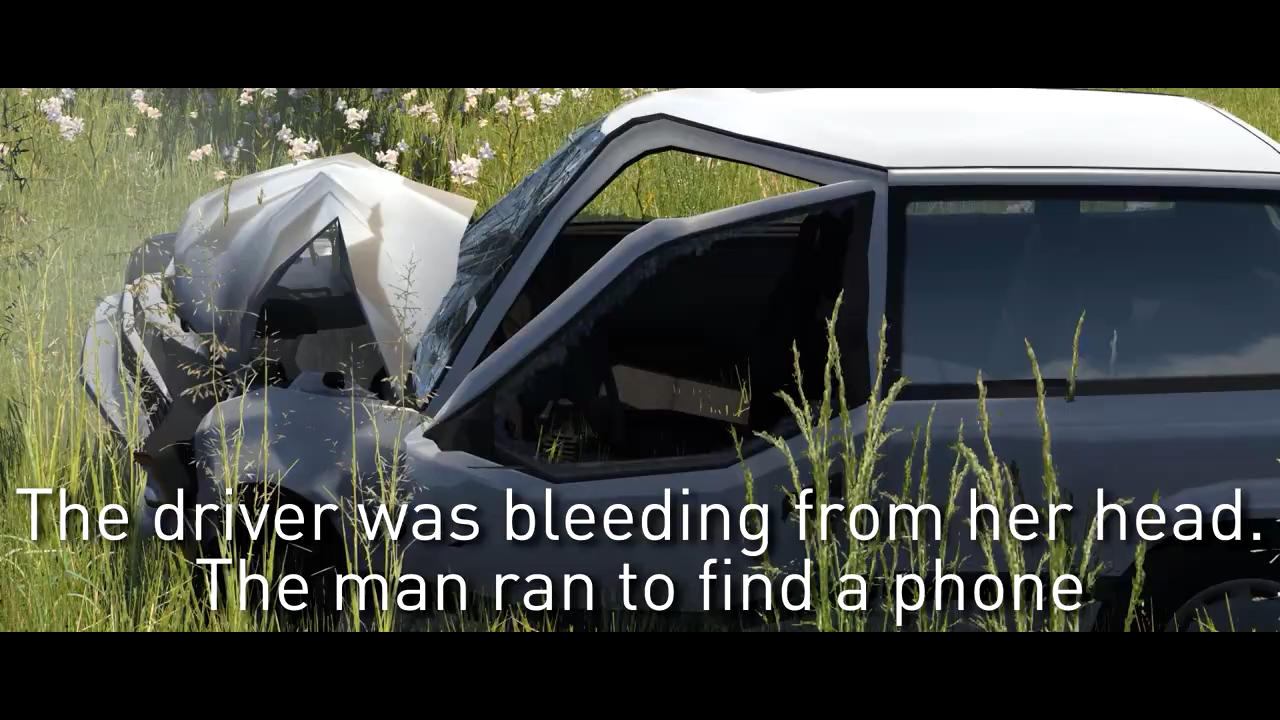 The driver was bleeding from her head.
The man ran to find a phone